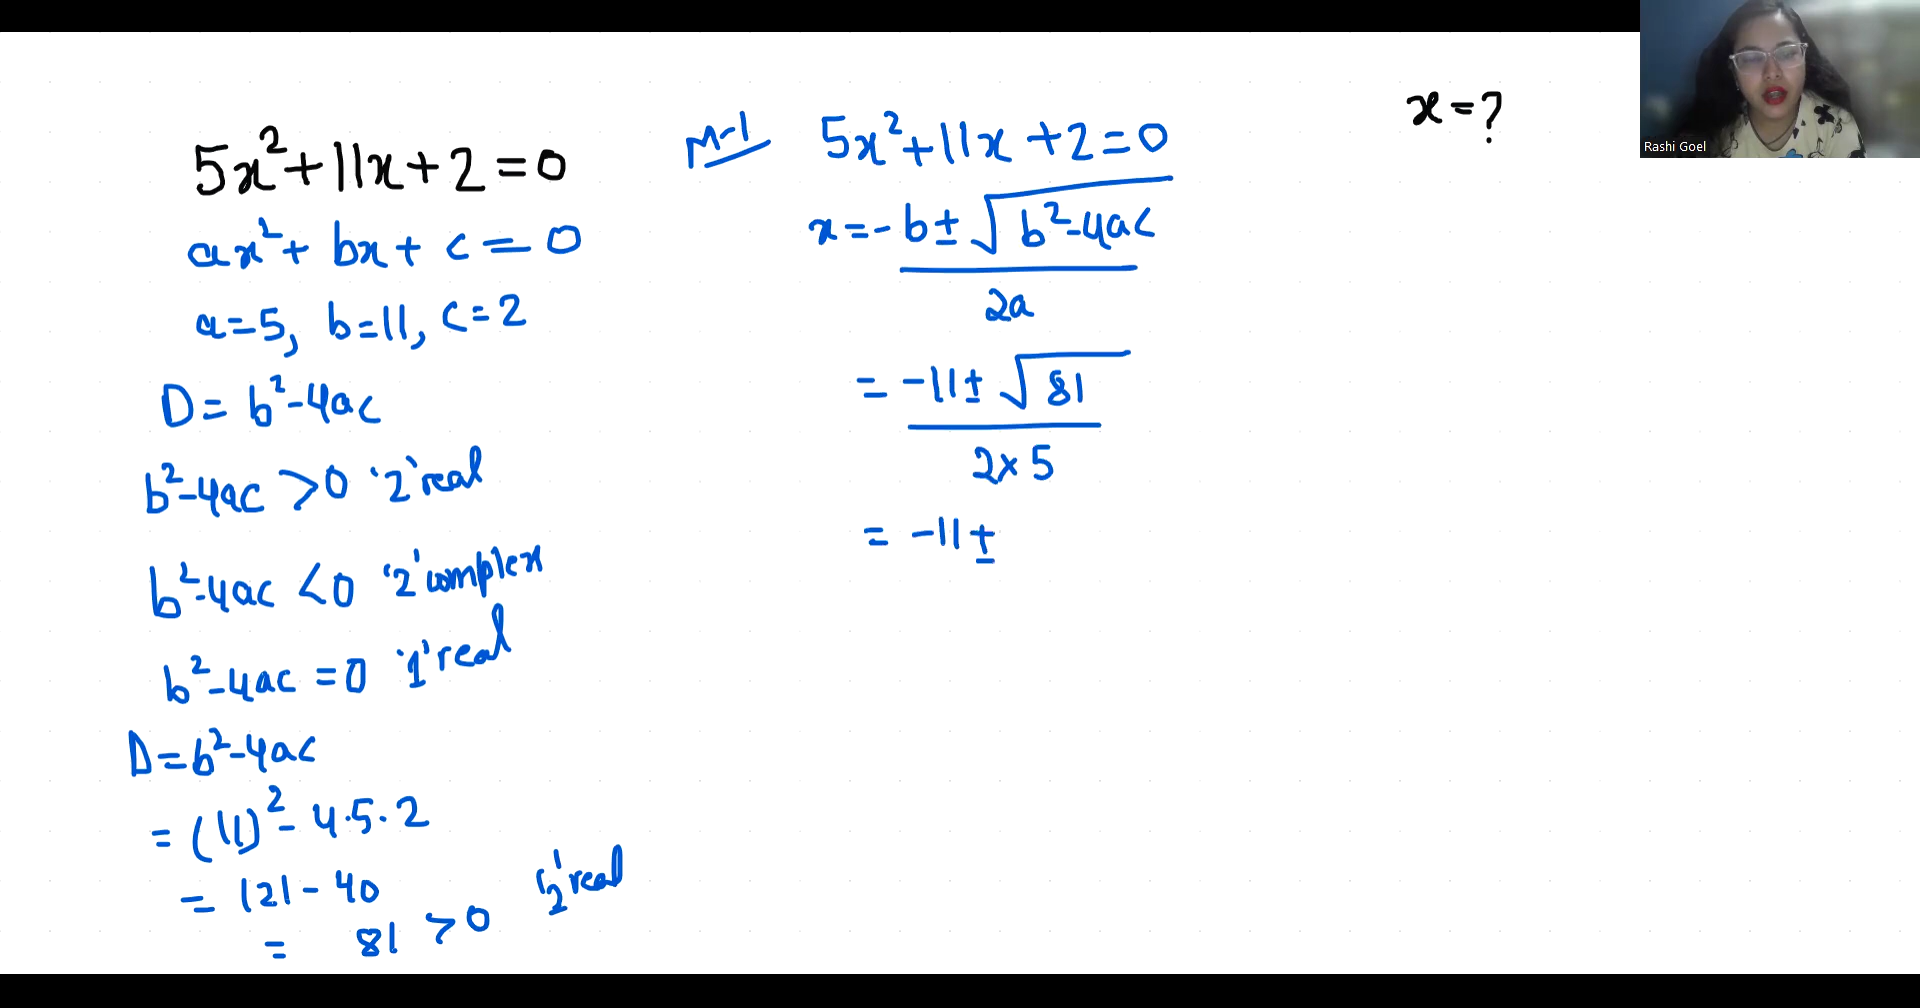 5x²+11x+2=0
ax²+ bx+ c=0
a=5, b=11, c=2
D= b²-4ac
b²-4ac >0 '2' real
b²-4ac <0 '2' complex
b²-4ac =0 '1' real
D=b²-4ac
= (11)²- 4.5.2
= 121-40
= 81 >0 '2' real
M-1 5x²+11x+2=0
x=-b±√b²-4ac
2a
= -11±√81
2×5
= -11±
x=?
Rashi Goel